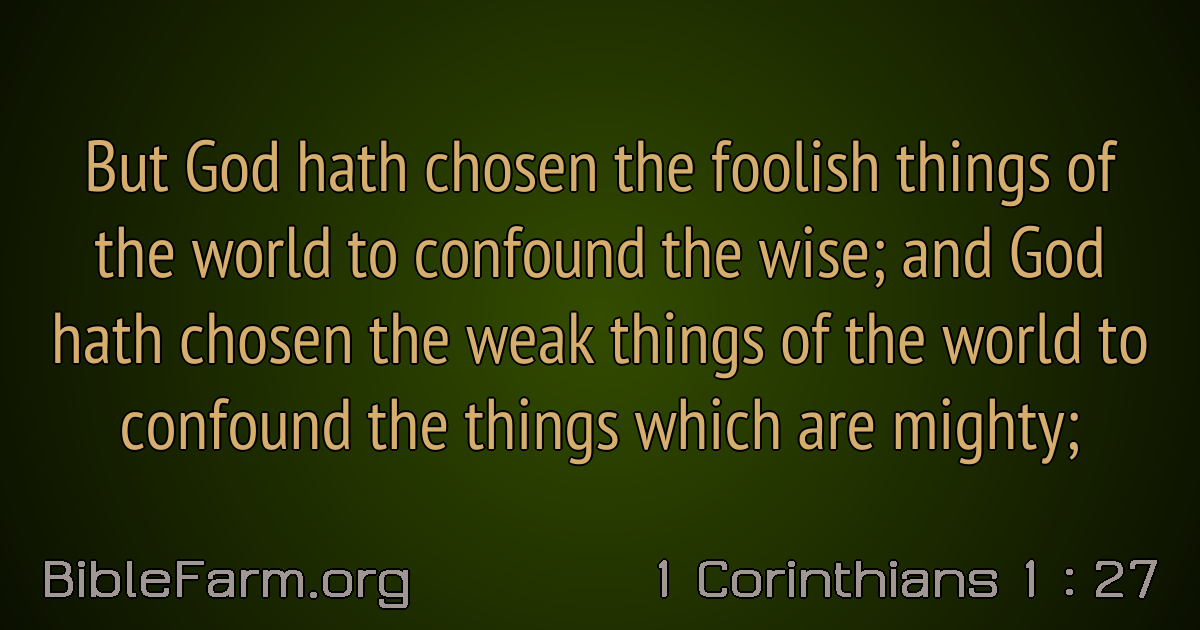 But God hath chosen the foolish things of
the world to confound the wise; and God
hath chosen the weak things of the world to
confound the things which are mighty;
BibleFarm.org
1 Corinthians 1 : 27